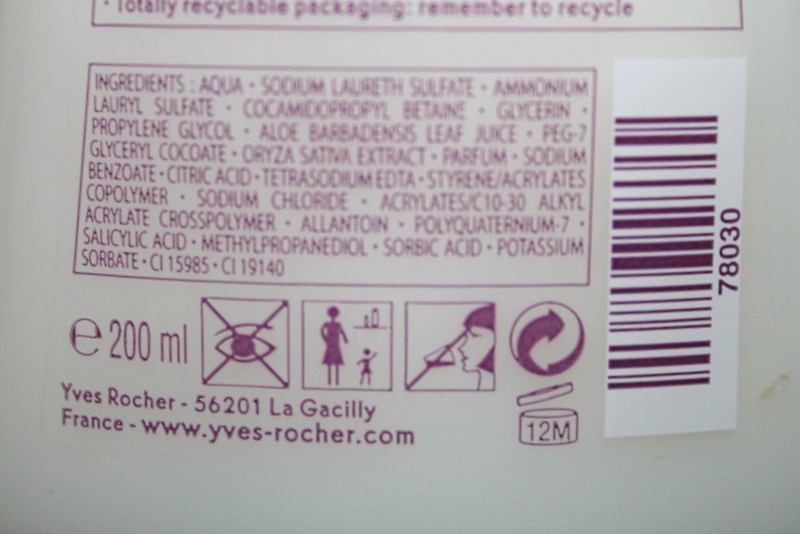 • Totally recyclable packaging: remember to recycle
INGREDIENTS : AQUA • SODIUM LAURETH SULFATE • AMMONIUM
LAURYL SULFATE • COCAMIDOPROPYL BETAINE • GLYCERIN •
PROPYLENE GLYCOL • ALOE BARBADENSIS LEAF JUICE • PEG-7
GLYCERYL COCOATE • ORYZA SATIVA EXTRACT • PARFUM • SODIUM
BENZOATE • CITRIC ACID • TETRASODIUM EDTA • STYRENE/ACRYLATES
COPOLYMER • SODIUM CHLORIDE • ACRYLATES/C10-30 ALKYL
ACRYLATE CROSSPOLYMER • ALLANTOIN • POLYQUATERNIUM-7 •
SALICYLIC ACID • METHYLPROPANEDIOL • SORBIC ACID • POTASSIUM
SORBATE • CI 15985 • CI 19140
℮ 200 ml
Yves Rocher - 56201 La Gacilly
France - www.yves-rocher.com
12M
78030